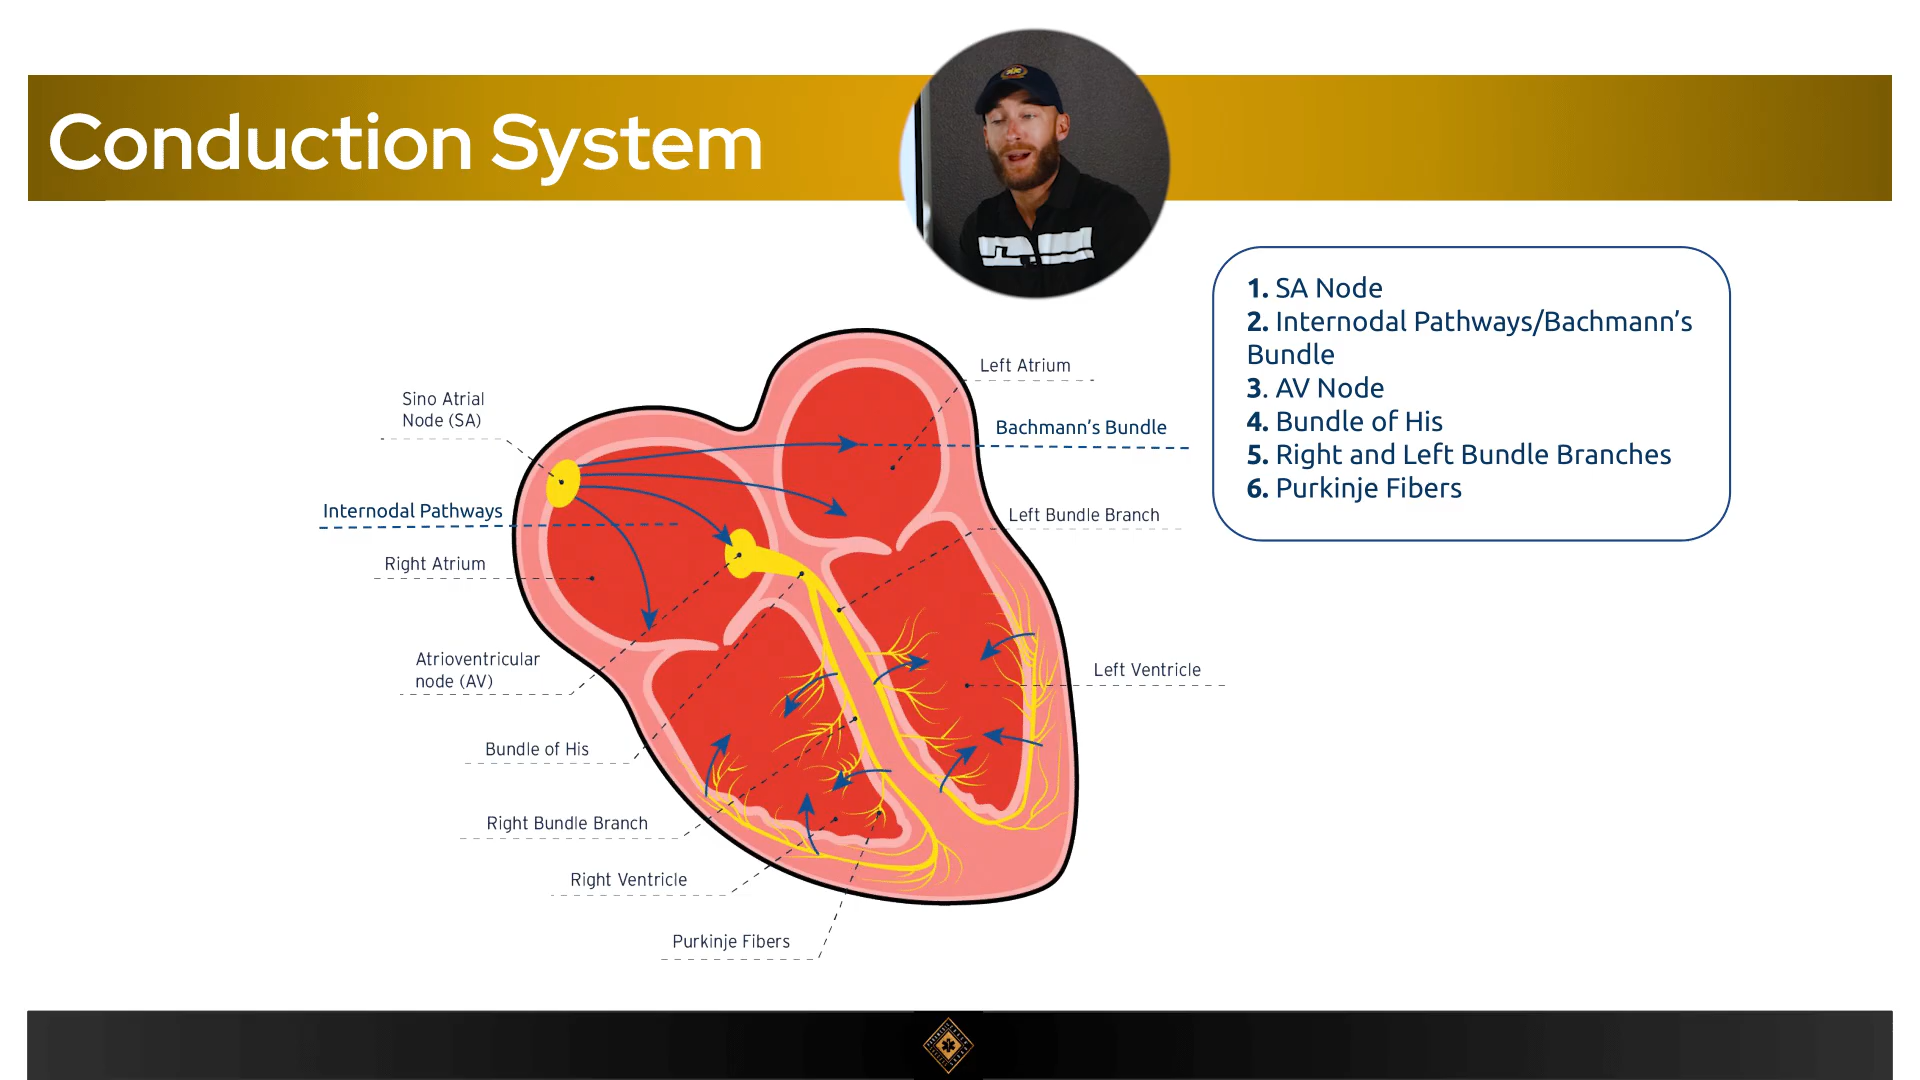 Conduction System
1. SA Node
2. Internodal Pathways/Bachmann's
Bundle
3. AV Node
4. Bundle of His
5. Right and Left Bundle Branches
6. Purkinje Fibers
Left Atrium
Sino Atrial
Node (SA)
Bachmann's Bundle
Internodal Pathways
Left Bundle Branch
Right Atrium
Atrioventricular
node (AV)
Left Ventricle
Bundle of His
Right Bundle Branch
Right Ventricle
Purkinje Fibers